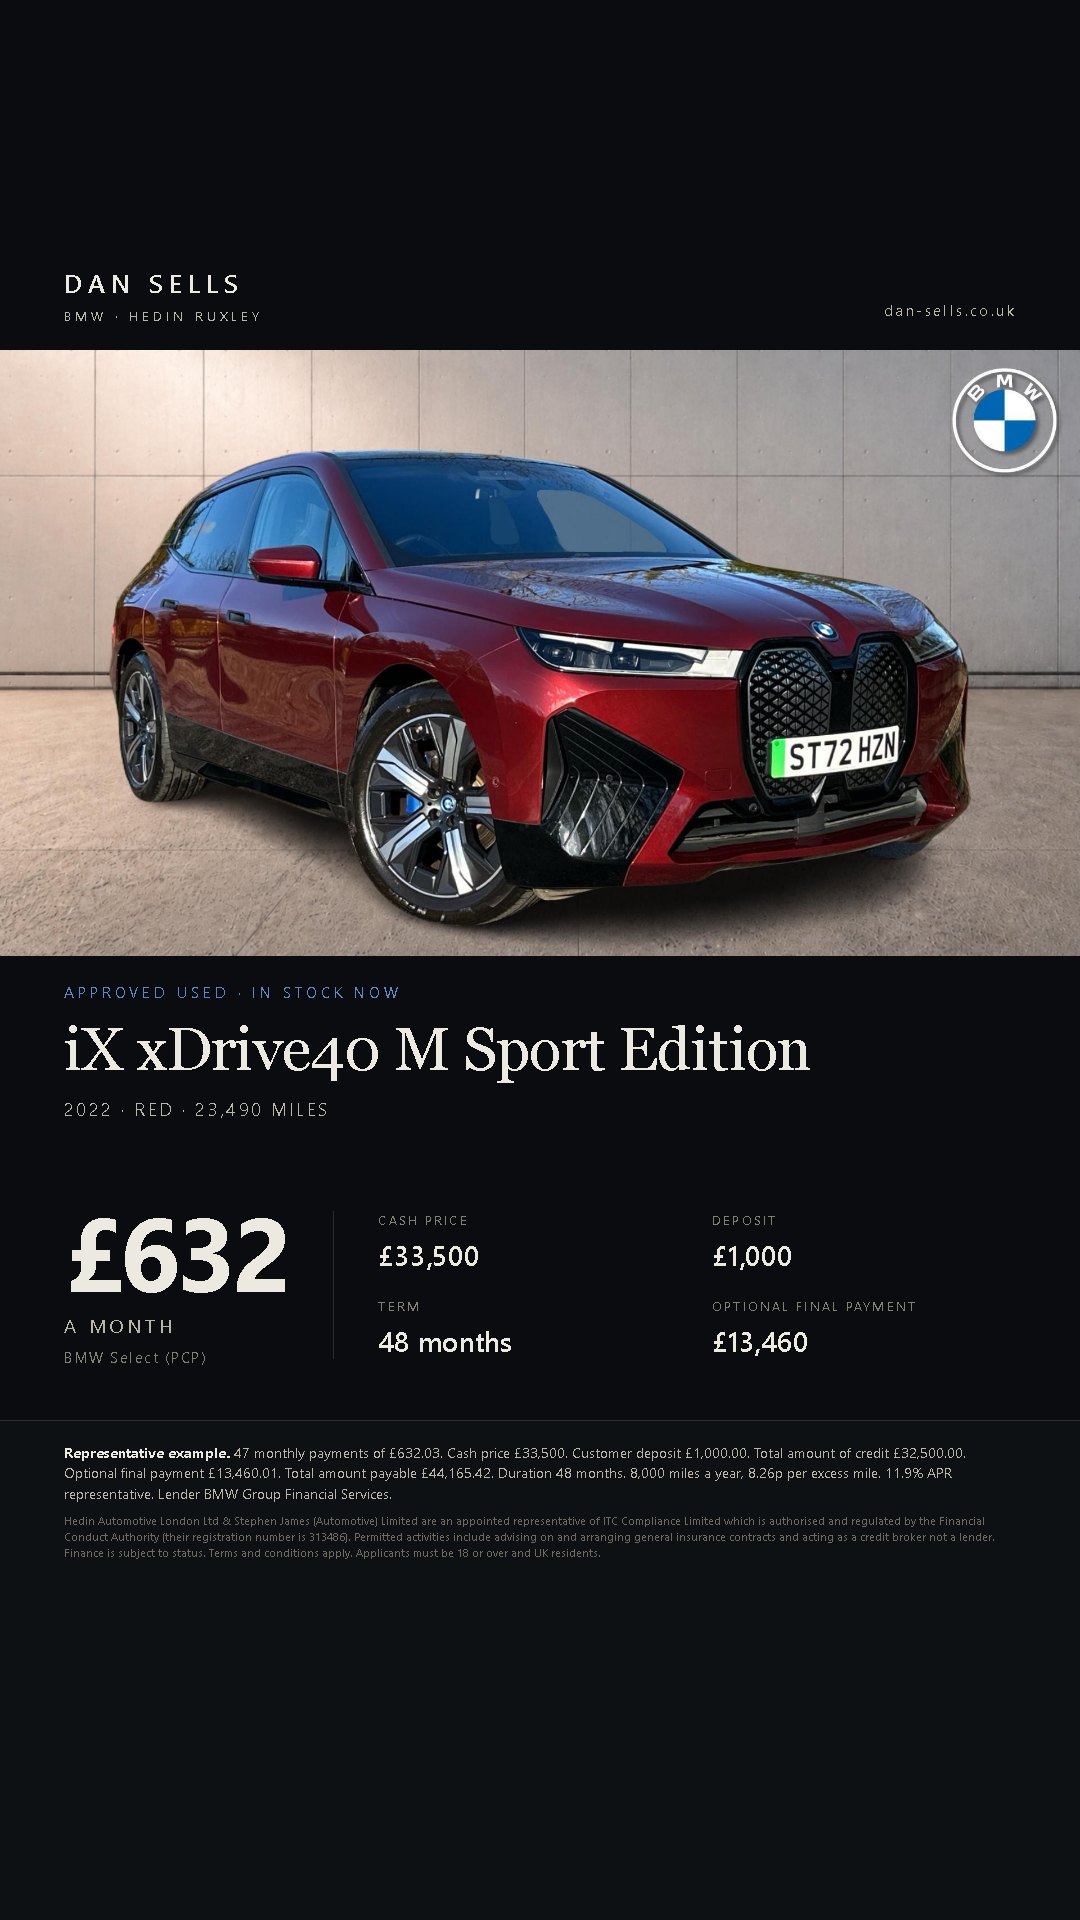 DAN SELLS
BMW · HEDIN RUXLEY
dan-sells.co.uk
BMW
ST72 HZN
APPROVED USED · IN STOCK NOW
iX xDrive40 M Sport Edition
2022 · RED · 23,490 MILES
£632
A MONTH
BMW Select (PCP)
CASH PRICE
£33,500
DEPOSIT
£1,000
TERM
48 months
OPTIONAL FINAL PAYMENT
£13,460
Representative example. 47 monthly payments of £632.03. Cash price £33,500. Customer deposit £1,000.00. Total amount of credit £32,500.00.
Optional final payment £13,460.01. Total amount payable £44,165.42. Duration 48 months. 8,000 miles a year, 8.26p per excess mile. 11.9% APR
representative. Lender BMW Group Financial Services.
Hedin Automotive London Ltd & Stephen James (Automotive) Limited are an appointed representative of ITC Compliance Limited which is authorised and regulated by the Financial
Conduct Authority (their registration number is 313486). Permitted activities include advising on and arranging general insurance contracts and acting as a credit broker not a lender.
Finance is subject to status. Terms and conditions apply. Applicants must be 18 or over and UK residents.